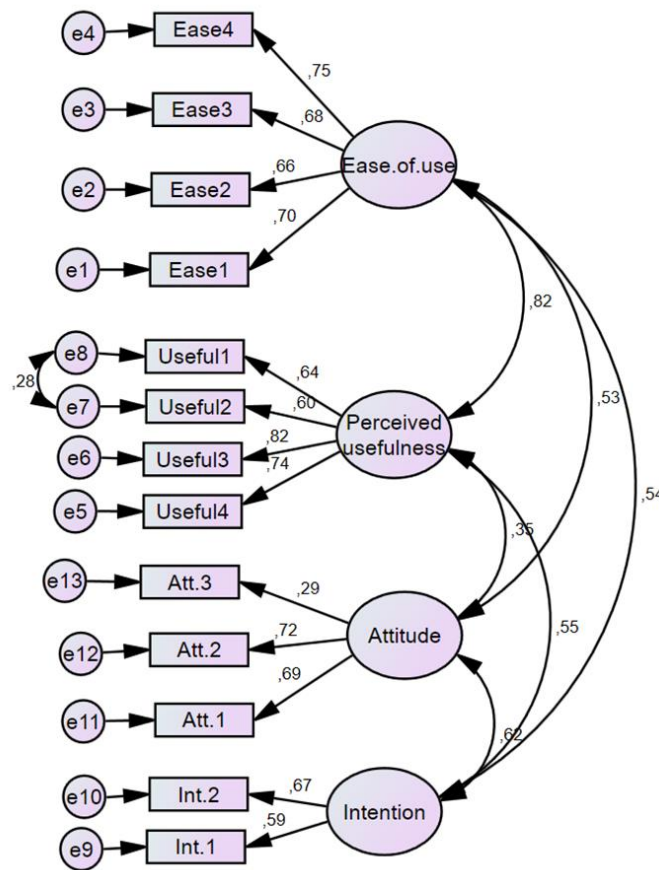 e4
Ease4
,75
e3
Ease3
,68
Ease.of.use
e2
Ease2
,66
,70
e1
Ease1
,82
e8
Useful1
,64
,28
e7
Useful2
,60
,53
Perceived
usefulness
e6
Useful3
,82
e5
Useful4
,74
,54
,35
e13
Att.3
,29
e12
Att.2
,72
Attitude
,55
e11
Att.1
,69
,62
e10
Int.2
,67
Intention
e9
Int.1
,59